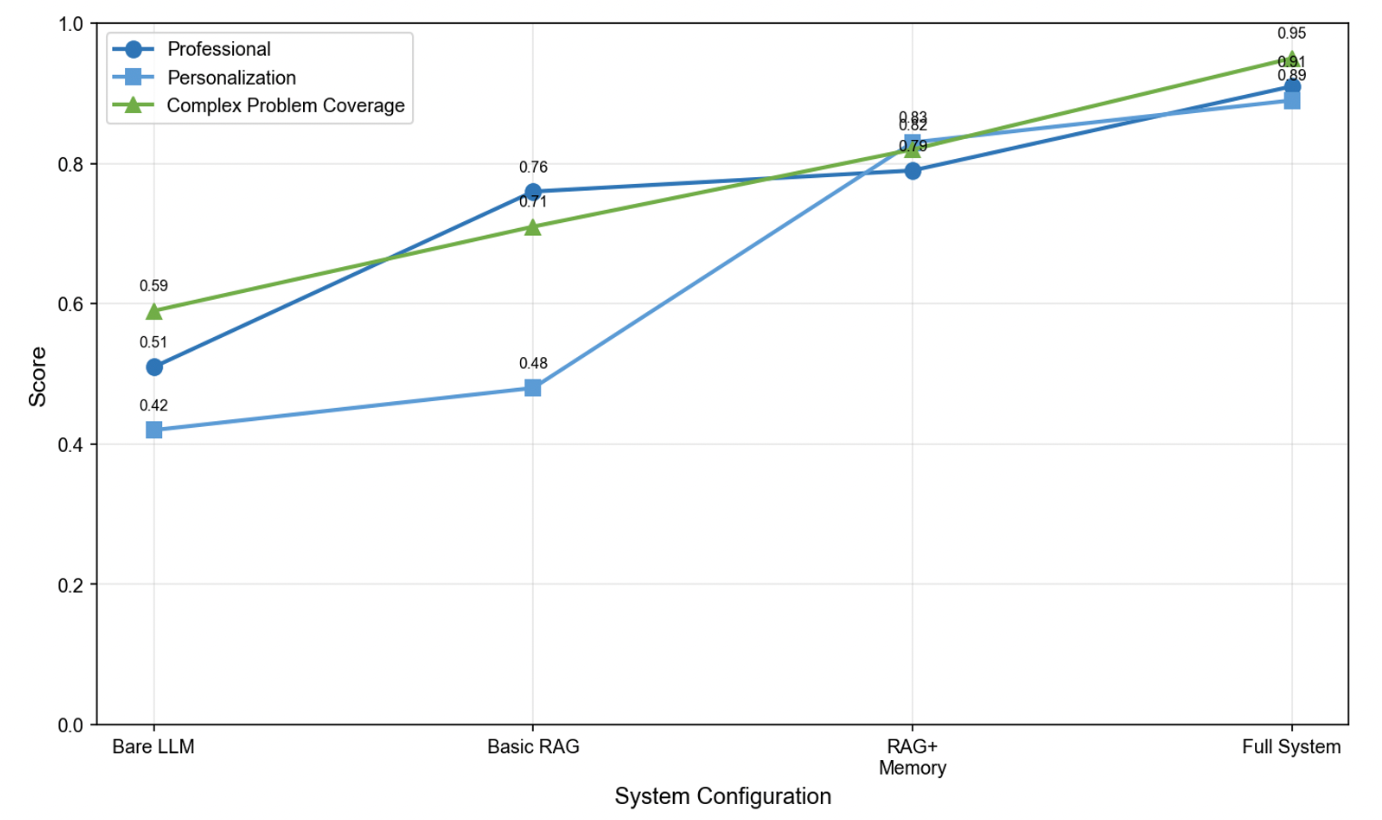 1.0
0.8
0.6
0.4
0.2
0.0
Score
Professional
Personalization
Complex Problem Coverage
0.59
0.51
0.42
0.76
0.71
0.48
0.83
0.82
0.79
0.95
0.91
0.89
Bare LLM
Basic RAG
RAG+
Memory
Full System
System Configuration